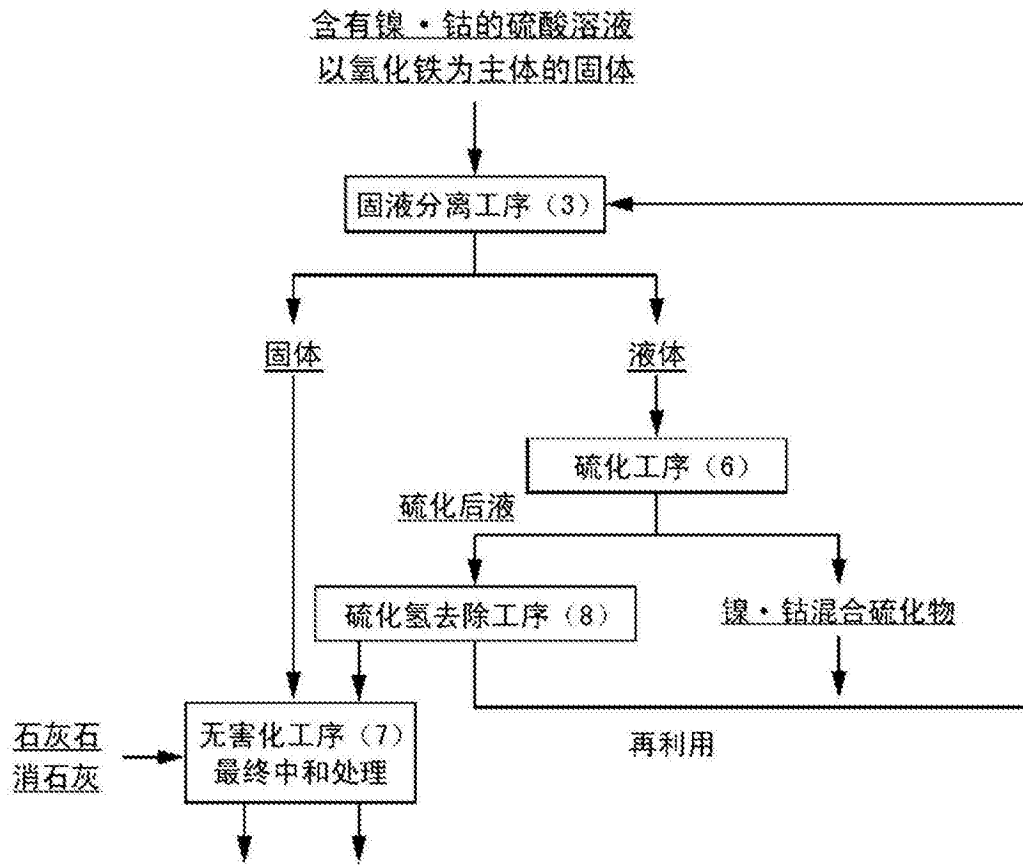 含有镍·钴的硫酸溶液
以氧化铁为主体的固体
固液分离工序（3）
固体
液体
硫化工序（6）
硫化后液
硫化氢去除工序（8）
镍·钴混合硫化物
石灰石
消石灰
无害化工序（7）
最终中和处理
再利用